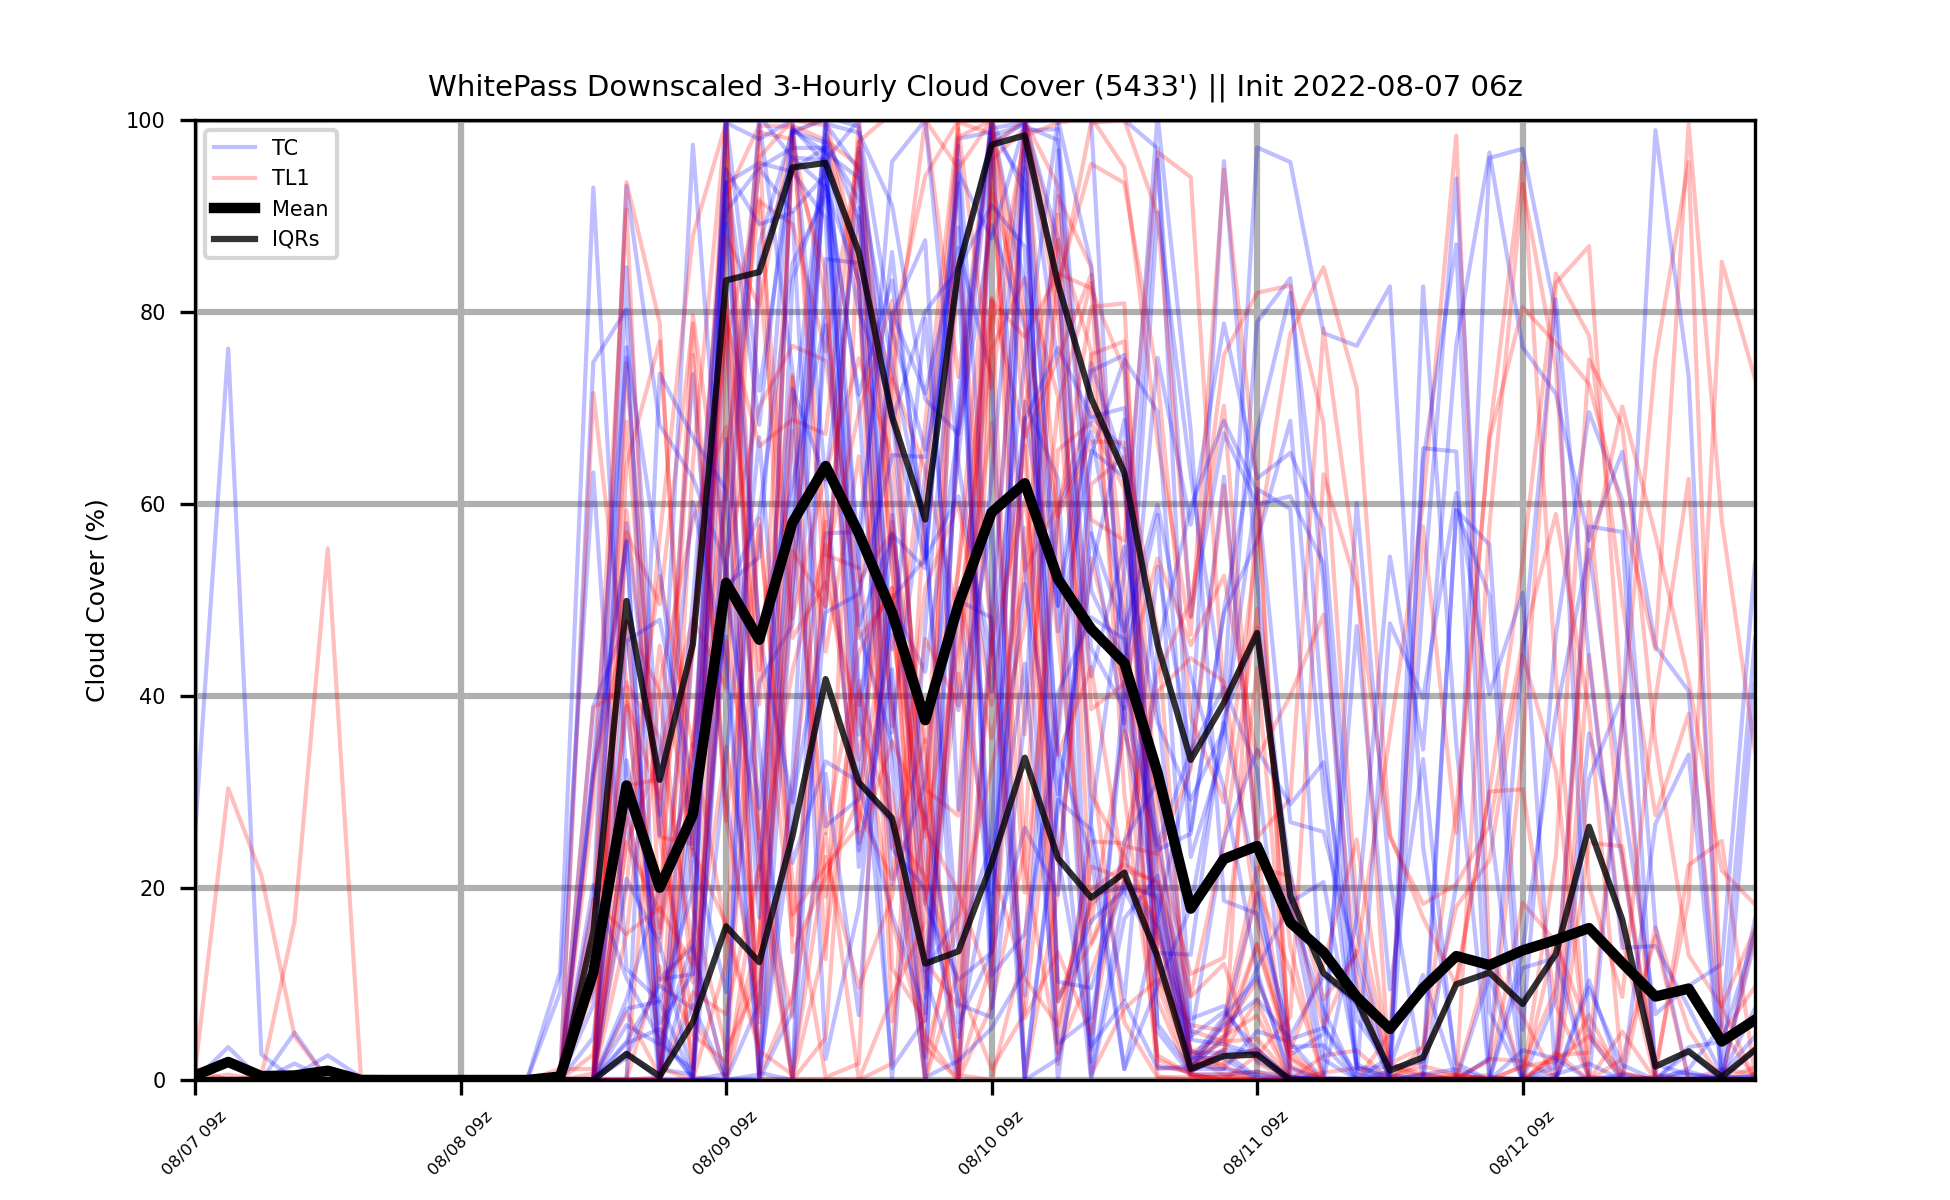 WhitePass Downscaled 3-Hourly Cloud Cover (5433') || Init 2022-08-07 06z
100
80
60
40
20
0
Cloud Cover (%)
TC
TL1
Mean
IQRs
08/07 09z
08/08 09z
08/09 09z
08/10 09z
08/11 09z
08/12 09z